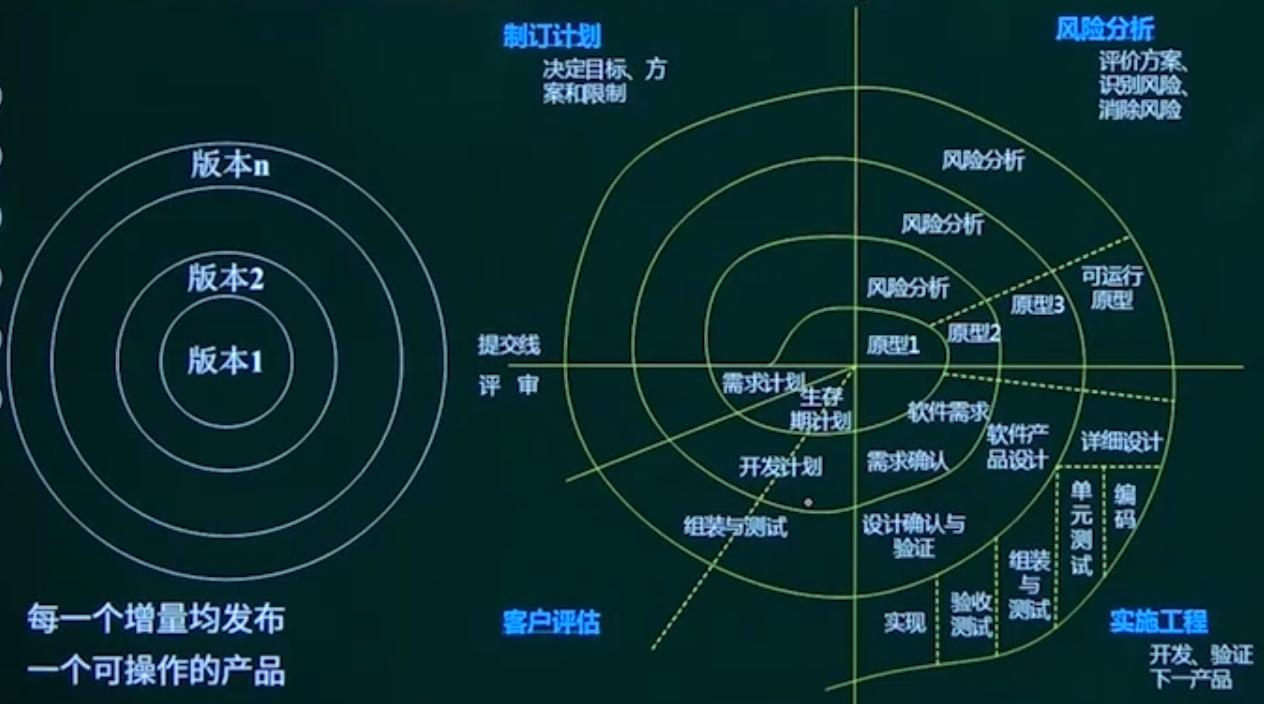 版本n
版本2
版本1
每一个增量均发布
一个可操作的产品
制订计划
决定目标、方
案和限制
风险分析
评价方案、
识别风险、
消除风险
风险分析
风险分析
风险分析
可运行
原型
原型3
原型2
原型1
提交线
评 审
需求计划
生存
期计划
开发计划
组装与测试
软件需求
需求确认
软件产
品设计
设计确认与
验证
详细设计
单元测试
编码
组装
与
测试
验收
测试
实现
客户评估
实施工程
开发、验证
下一产品